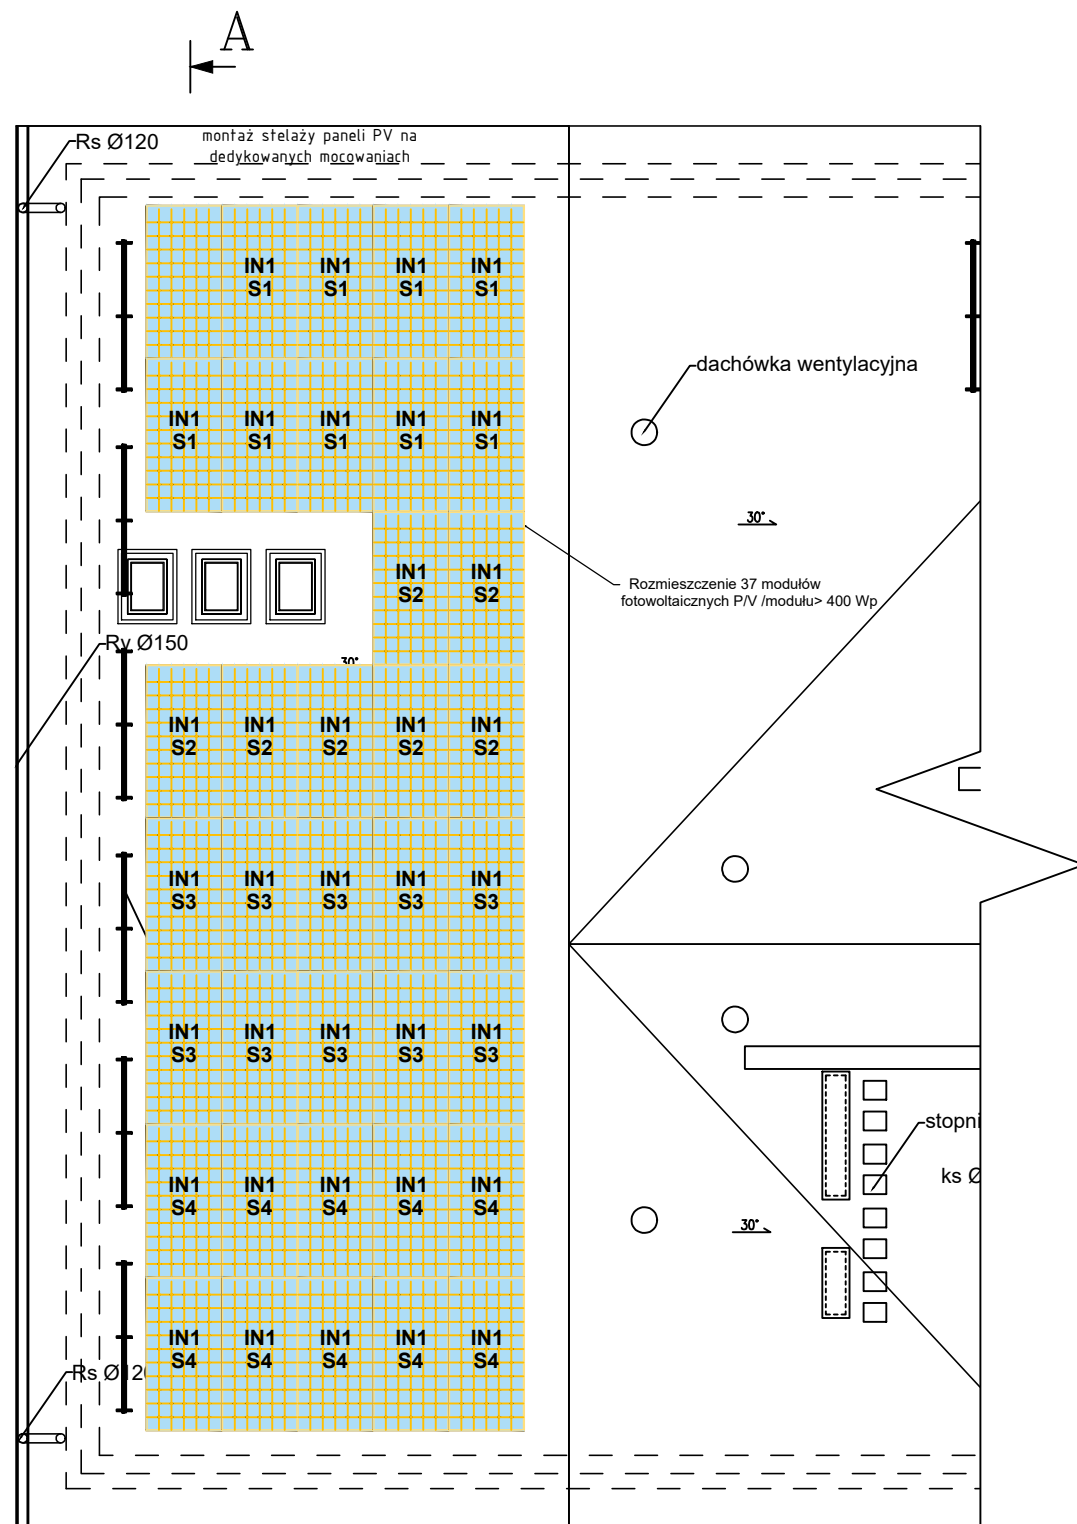 A
Rs Ø120
montaż stelaży paneli PV na
dedykowanych mocowaniach
IN1 IN1 IN1 IN1
S1 S1 S1 S1
dachówka wentylacyjna
IN1 IN1 IN1 IN1 IN1
S1 S1 S1 S1 S1
30°
IN1 IN1
S2 S2
Rozmieszczenie 37 modułów
fotowoltaicznych P/V /modułu> 400 Wp
Rv Ø150
30°
IN1 IN1 IN1 IN1 IN1
S2 S2 S2 S2 S2
IN1 IN1 IN1 IN1 IN1
S3 S3 S3 S3 S3
IN1 IN1 IN1 IN1 IN1
S3 S3 S3 S3 S3
stopni
ks Ø
IN1 IN1 IN1 IN1 IN1
S4 S4 S4 S4 S4
30°
IN1 IN1 IN1 IN1 IN1
S4 S4 S4 S4 S4
Rs Ø120